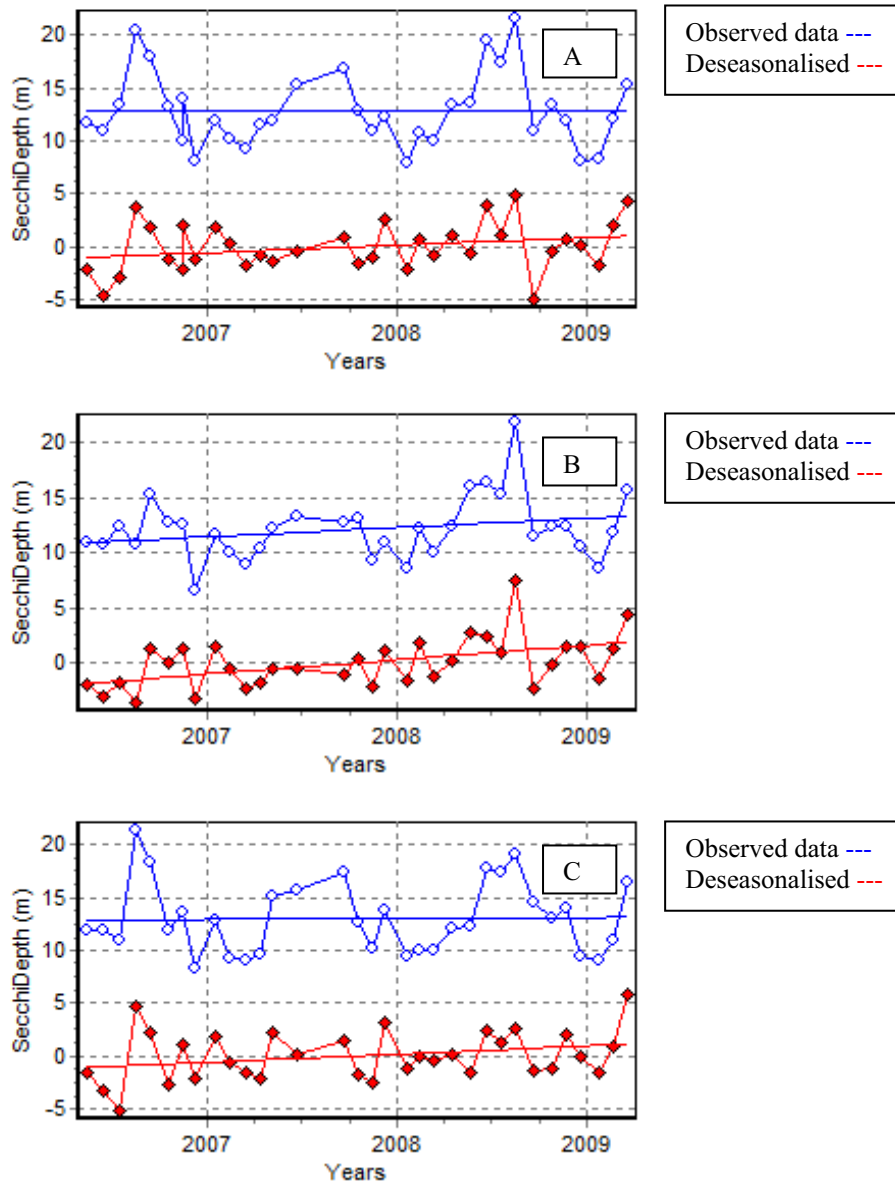 20
15
10
5
0
-5
SecchiDepth (m)
A
2007 2008 2009
Years
Observed data ---
Deseasonalised ---
20
15
10
5
0
SecchiDepth (m)
B
2007 2008 2009
Years
Observed data ---
Deseasonalised ---
20
15
10
5
0
-5
SecchiDepth (m)
C
2007 2008 2009
Years
Observed data ---
Deseasonalised ---